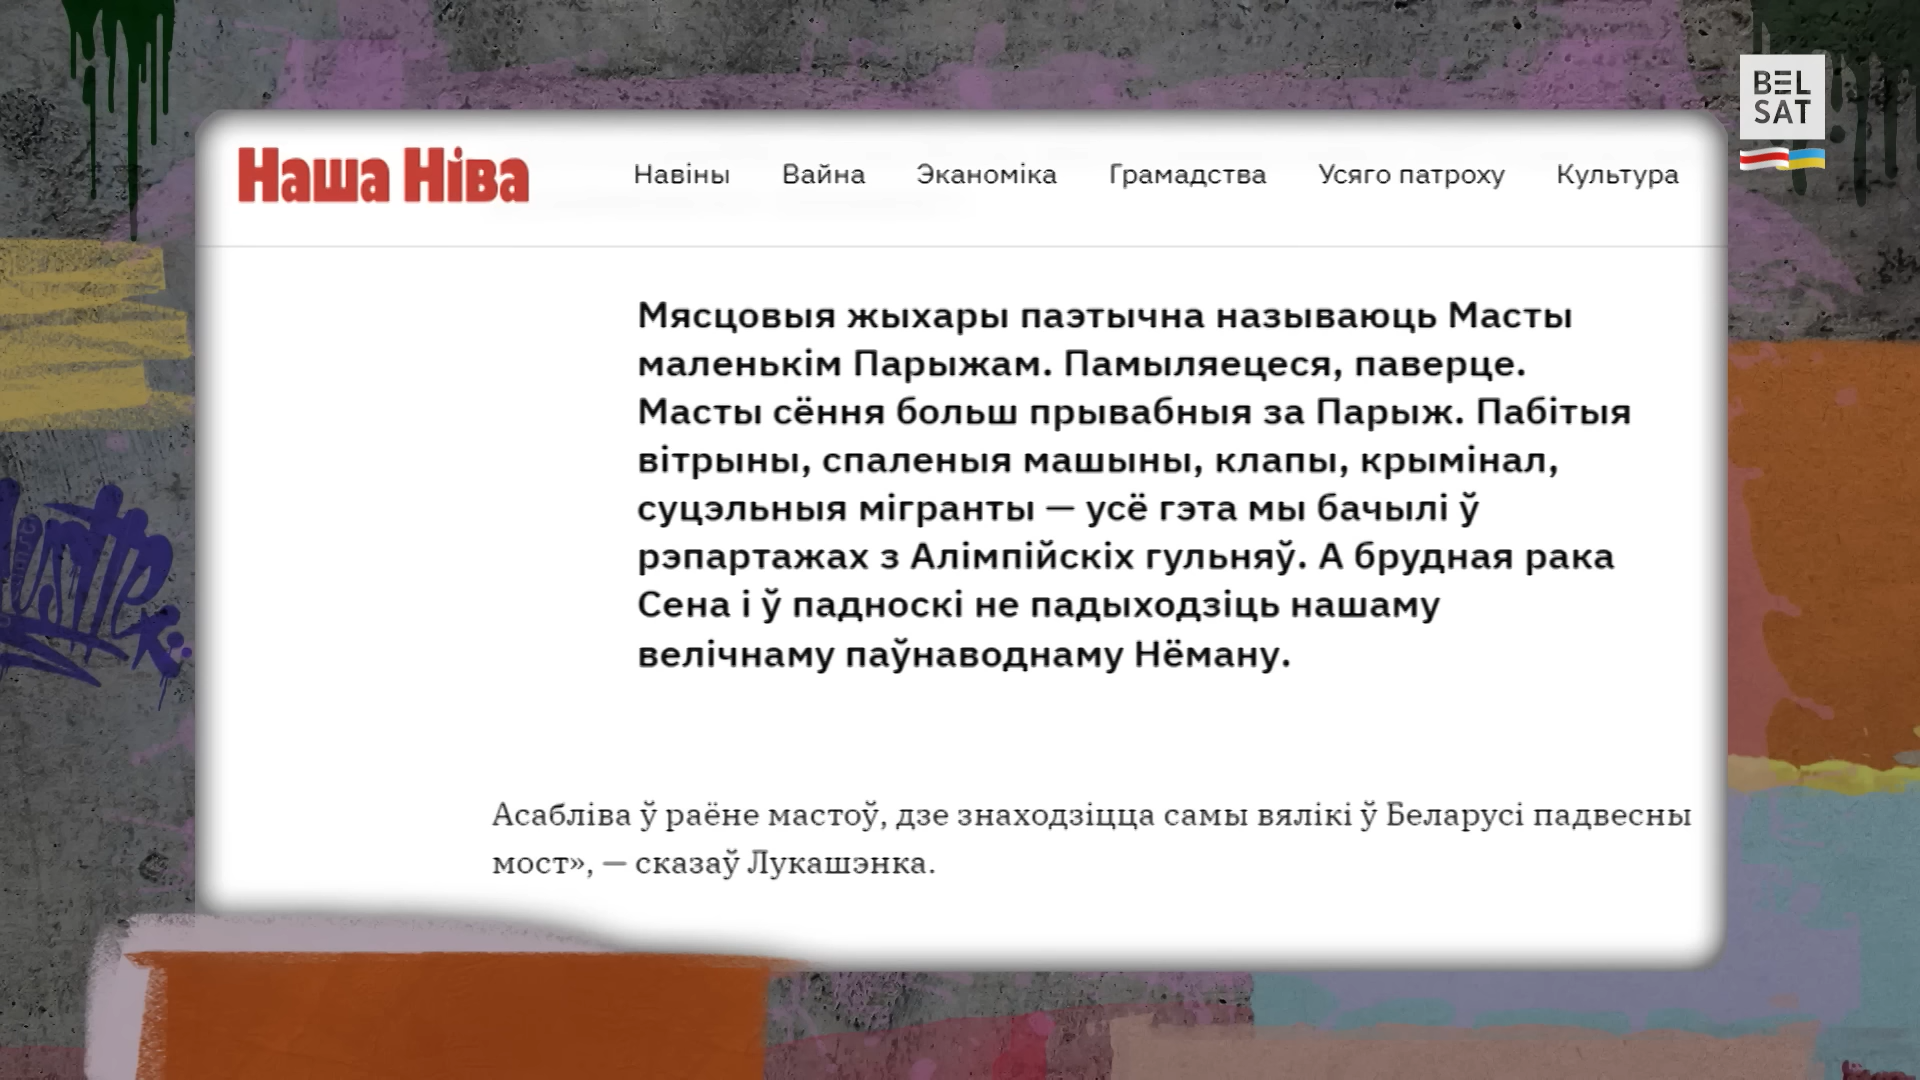 BEL
SAT
Наша Ніва
Навіны Вайна Эканоміка Грамадства Усяго патроху Культура
Мясцовыя жыхары паэтычна называюць Масты
маленькім Парыжам. Памыляецеся, паверце.
Масты сёння больш прывабныя за Парыж. Пабітыя
вітрыны, спаленыя машыны, клапы, крымінал,
суцэльныя мігранты — усё гэта мы бачылі ў
рэпартажах з Алімпійскіх гульняў. А брудная рака
Сена і ў падноскі не падыходзіць нашаму
велічнаму паўнаводнаму Нёману.
Асабліва ў раёне мастоў, дзе знаходзіцца самы вялікі ў Беларусі падвесны
мост», — сказаў Лукашэнка.